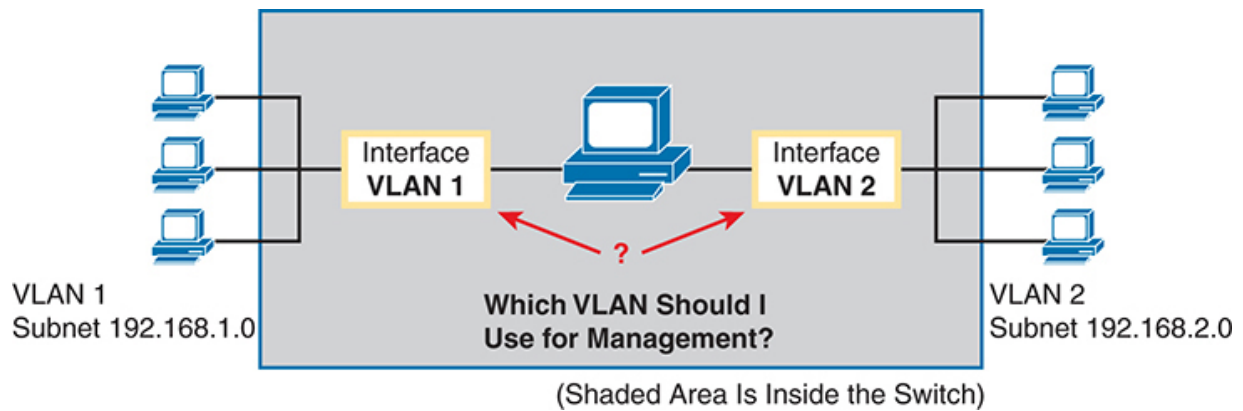 Interface
VLAN 1
Interface
VLAN 2
?
VLAN 1
Subnet 192.168.1.0
Which VLAN Should I
Use for Management?
VLAN 2
Subnet 192.168.2.0
(Shaded Area Is Inside the Switch)